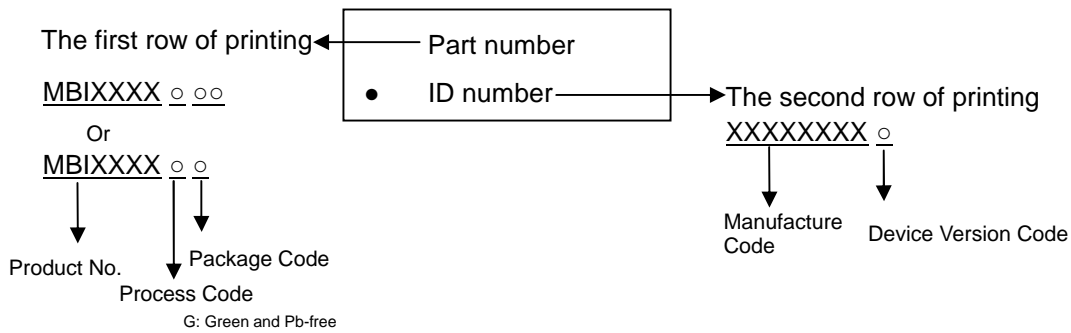 The first row of printing
Part number
MBIXXXX ○ ○○
● ID number
The second row of printing
XXXXXXXX ○
Or
MBIXXXX ○ ○
Manufacture
Code
Device Version Code
Product No.
Package Code
Process Code
G: Green and Pb-free